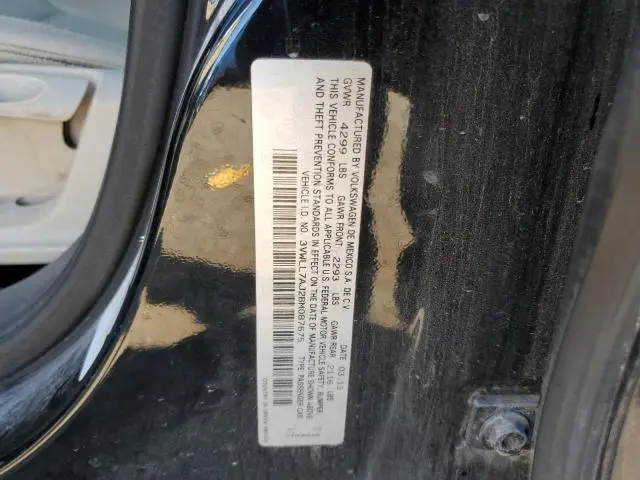 MANUFACTURED BY VOLKSWAGEN DE MEXICO S.A. DE C.V. DATE 03.11
GVWR 4299 LBS GAWR FRONT 2293 LBS GAWR REAR 2116 LBS
THIS VEHICLE CONFORMS TO ALL APPLICABLE U.S. FEDERAL MOTOR VEHICLE SAFETY, BUMPER
AND THEFT PREVENTION STANDARDS IN EFFECT ON THE DATE OF MANUFACTURE SHOWN ABOVE.
VEHICLE I.D. NO. 3VWLL7AJ2BM087675 TYPE: PASSENGER CAR